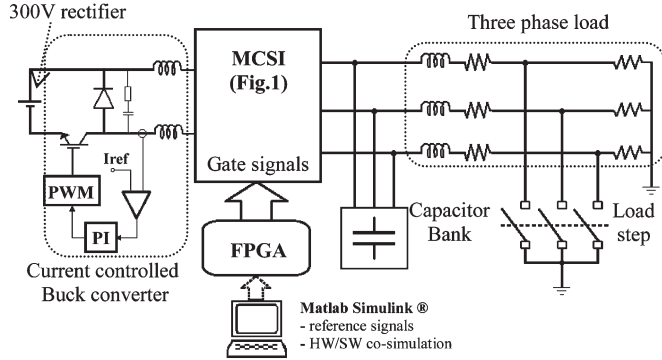 300V rectifier
Three phase load
MCSI
(Fig.1)
Gate signals
Iref
PWM
PI
Current controlled
Buck converter
FPGA
Capacitor
Bank
Load
step
Matlab Simulink ®
- reference signals
- HW/SW co-simulation